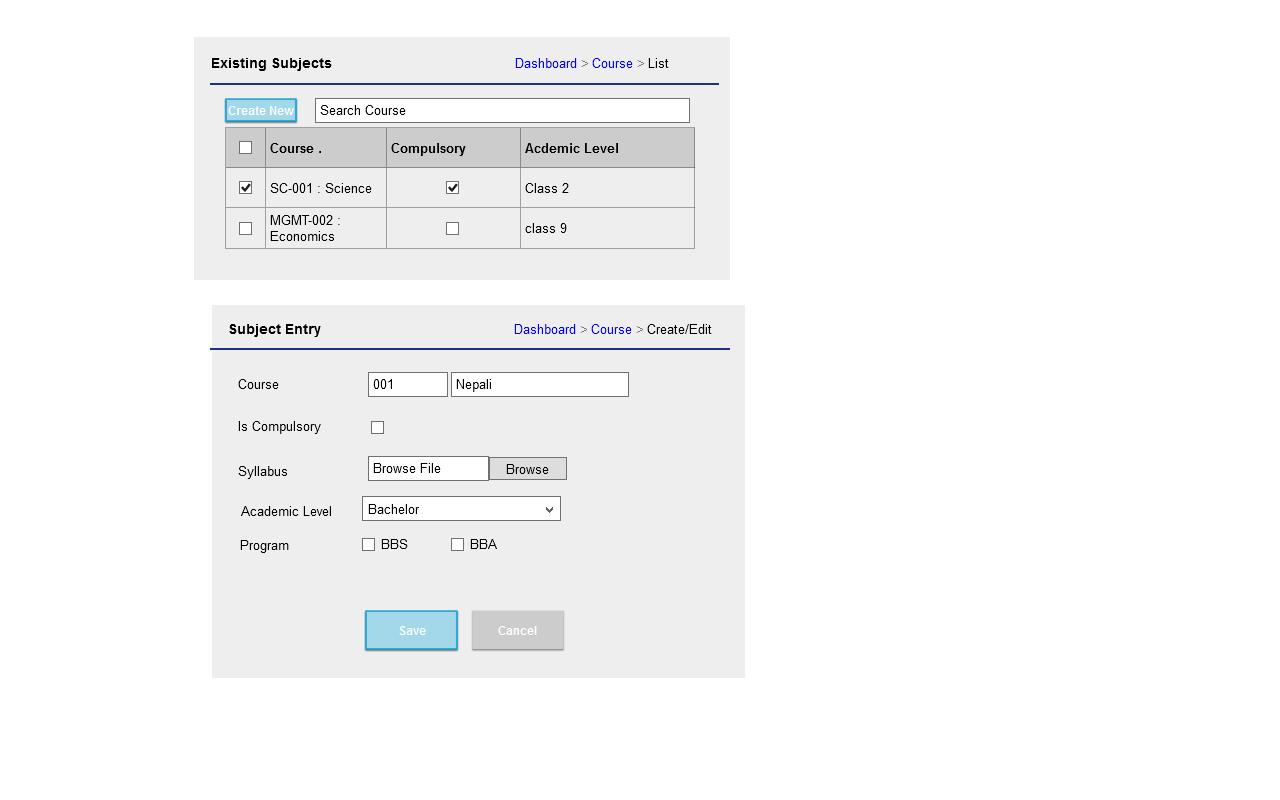 Existing Subjects
Dashboard > Course > List
Create New
Search Course
Course .
Compulsory
Acdemic Level
SC-001 : Science
Class 2
MGMT-002 :
Economics
class 9
Subject Entry
Dashboard > Course > Create/Edit
Course
001
Nepali
Is Compulsory
Syllabus
Browse File
Browse
Academic Level
Bachelor
Program
BBS
BBA
Save
Cancel